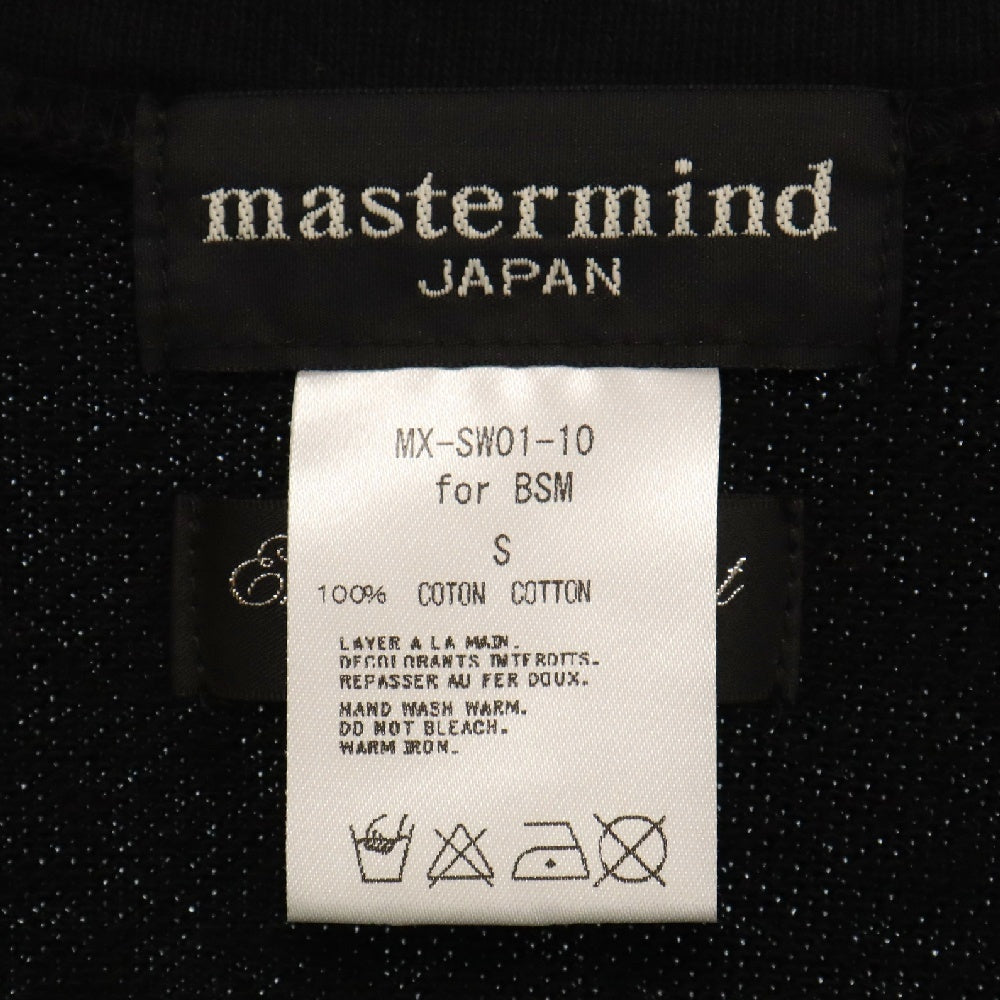 mastermind
JAPAN
MX-SW01-10
for BSM
S
100% COTON COTTON
LAVER A LA MAIN.
DECOLORANTS INTERDITS.
REPASSER AU FER DOUX.
HAND WASH WARM.
DO NOT BLEACH.
WARM IRON.